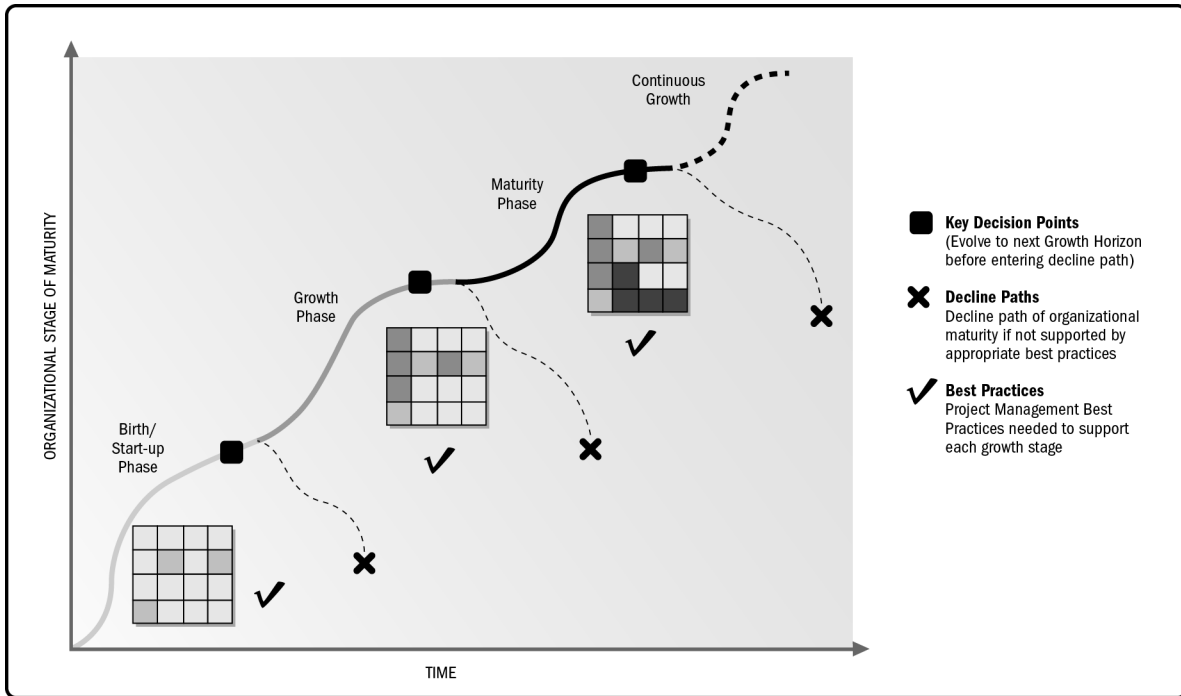 Continuous
Growth
Maturity
Phase
Growth
Phase
Birth/
Start-up
Phase
ORGANIZATIONAL STAGE OF MATURITY
TIME
Key Decision Points
(Evolve to next Growth Horizon
before entering decline path)
Decline Paths
Decline path of organizational
maturity if not supported by
appropriate best practices
Best Practices
Project Management Best
Practices needed to support
each growth stage